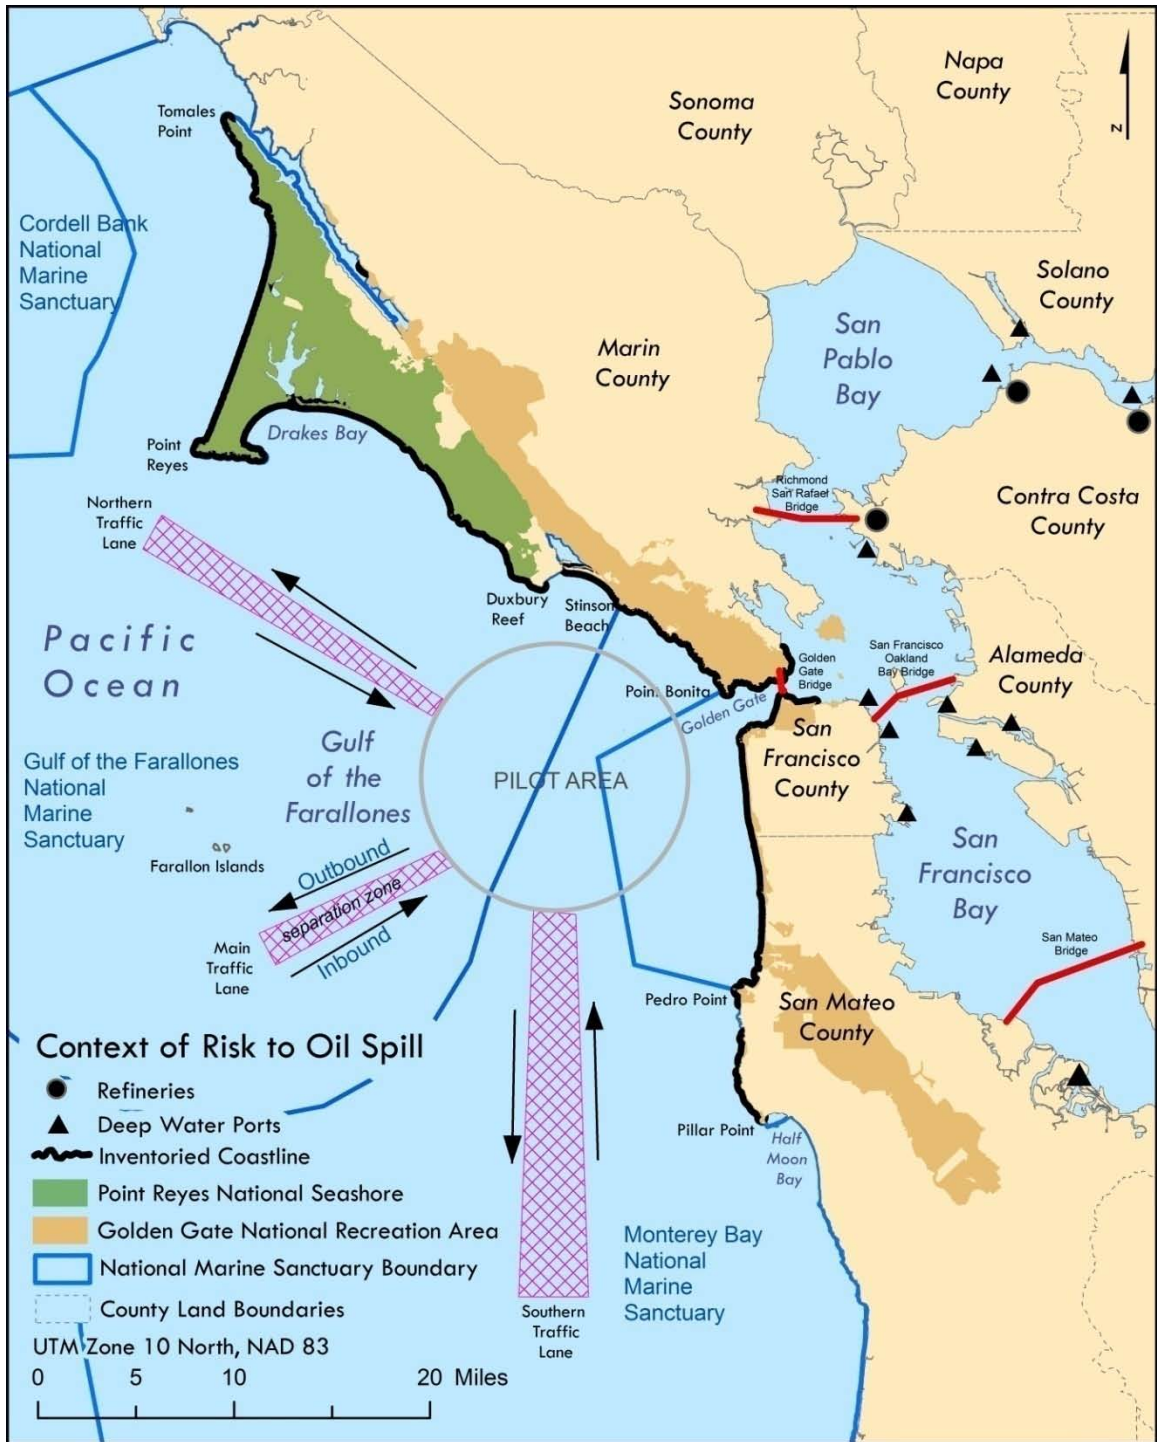 Napa
County
Sonoma
County
N
Tomales
Point
Cordell Bank
National
Marine
Sanctuary
Solano
County
San
Pablo
Bay
Marin
County
Drakes Bay
Point
Reyes
Richmond
San Rafael
Bridge
Contra Costa
County
Northern
Traffic
Lane
Duxbury
Reef
Stinson
Beach
Pacific
Ocean
San Francisco
Oakland
Bay Bridge
Alameda
County
Golden
Gate
Bridge
Poin. Bonita
Golden Gate
San
Francisco
County
Gulf
of the
Farallones
PILOT AREA
Gulf of the Farallones
National
Marine
Sanctuary
Farallon Islands
San
Francisco
Bay
Outbound
separation zone
Inbound
Main
Traffic
Lane
San Mateo
Bridge
Pedro Point
San Mateo
County
Pillar Point
Half
Moon
Bay
Monterey Bay
National
Marine
Sanctuary
Southern
Traffic
Lane
Context of Risk to Oil Spill
Refineries
Deep Water Ports
Inventoried Coastline
Point Reyes National Seashore
Golden Gate National Recreation Area
National Marine Sanctuary Boundary
County Land Boundaries
UTM Zone 10 North, NAD 83
0 5 10 20 Miles